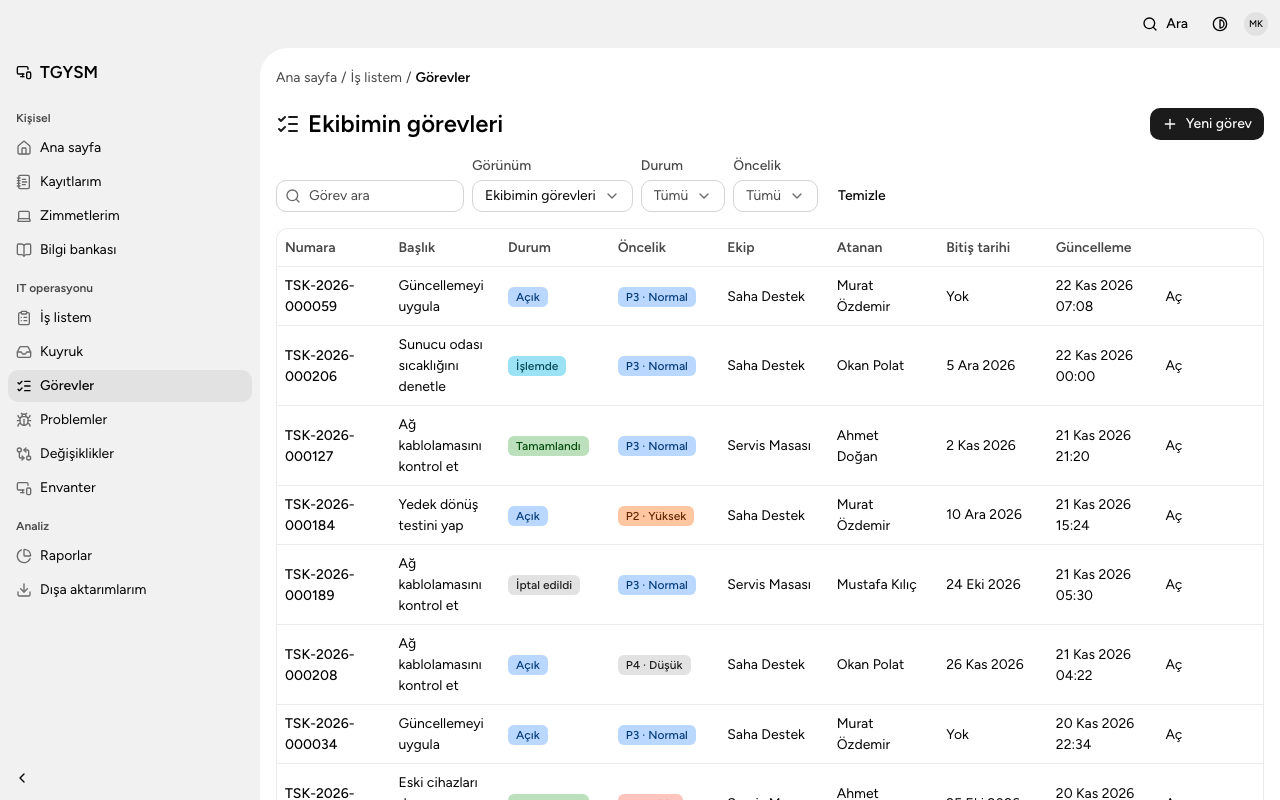 Ara
MK
TGYSM
Kişisel
Ana sayfa
Kayıtlarım
Zimmetlerim
Bilgi bankası
IT operasyonu
İş listem
Kuyruk
Görevler
Problemler
Değişiklikler
Envanter
Analiz
Raporlar
Dışa aktarımlarım
Ana sayfa / İş listem / Görevler
Ekibimin görevleri
Yeni görev
Görünüm Durum Öncelik
Görev ara Ekibimin görevleri Tümü Tümü Temizle
Numara Başlık Durum Öncelik Ekip Atanan Bitiş tarihi Güncelleme
TSK-2026-000059 Güncellemeyi uygula Açık P3 · Normal Saha Destek Murat Özdemir Yok 22 Kas 2026 07:08 Aç
TSK-2026-000206 Sunucu odası sıcaklığını denetle İşlemde P3 · Normal Saha Destek Okan Polat 5 Ara 2026 22 Kas 2026 00:00 Aç
TSK-2026-000127 Ağ kablolamasını kontrol et Tamamlandı P3 · Normal Servis Masası Ahmet Doğan 2 Kas 2026 21 Kas 2026 21:20 Aç
TSK-2026-000184 Yedek dönüş testini yap Açık P2 · Yüksek Saha Destek Murat Özdemir 10 Ara 2026 21 Kas 2026 15:24 Aç
TSK-2026-000189 Ağ kablolamasını kontrol et İptal edildi P3 · Normal Servis Masası Mustafa Kılıç 24 Eki 2026 21 Kas 2026 05:30 Aç
TSK-2026-000208 Ağ kablolamasını kontrol et Açık P4 · Düşük Saha Destek Okan Polat 26 Kas 2026 21 Kas 2026 04:22 Aç
TSK-2026-000034 Güncellemeyi uygula Açık P3 · Normal Saha Destek Murat Özdemir Yok 20 Kas 2026 22:34 Aç
TSK-2026- Eski cihazları Ahmet 20 Kas 2026